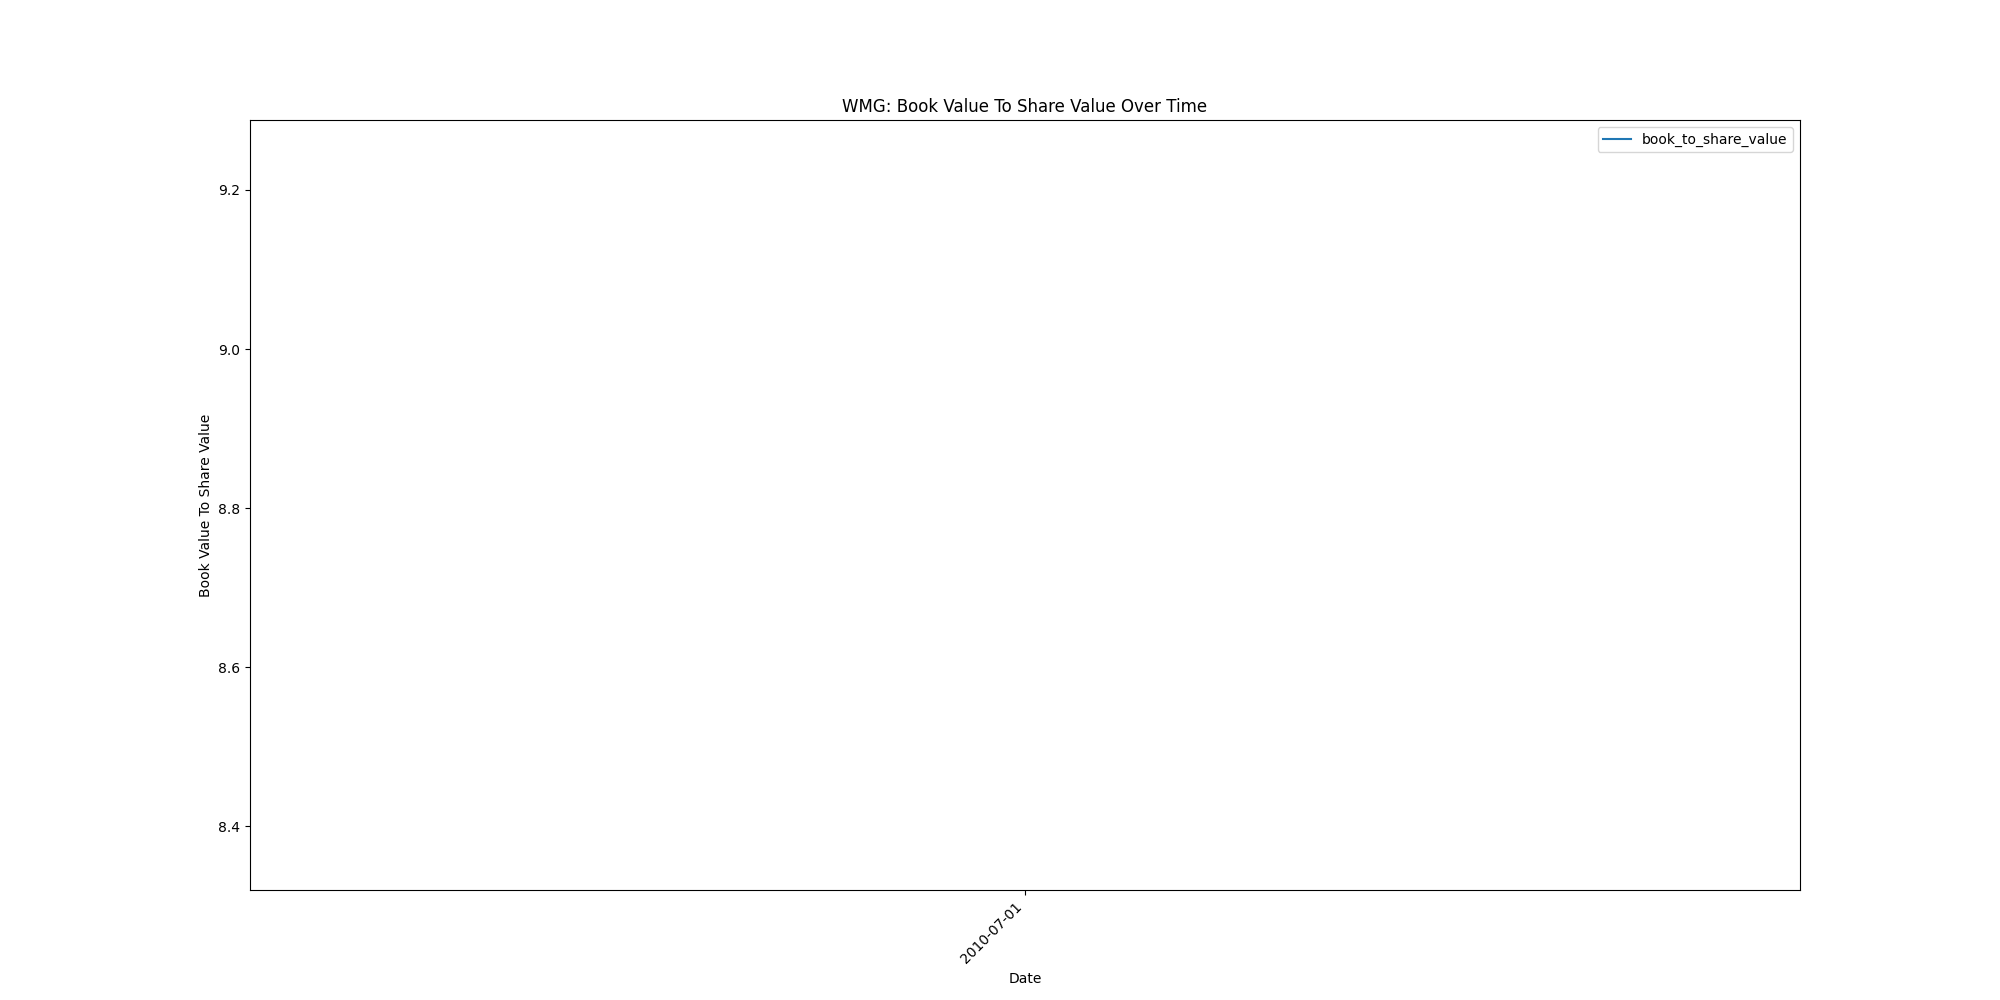 WMG: Book Value To Share Value Over Time
book_to_share_value
9.2
9.0
8.8
8.6
8.4
Book Value To Share Value
2010-07-01
Date